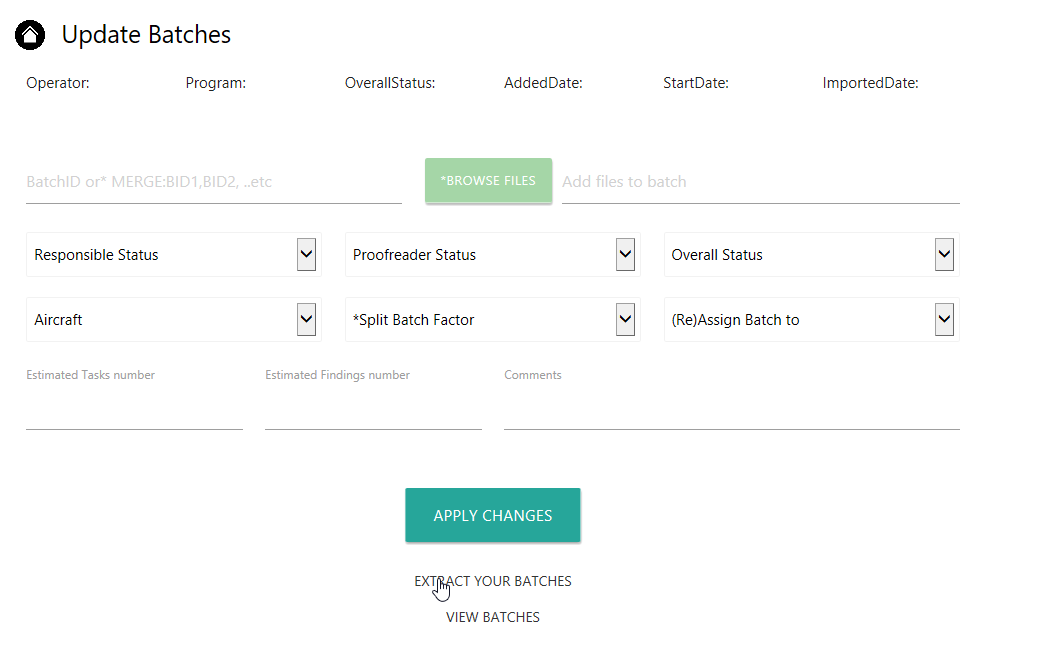 Update Batches
Operator: Program: OverallStatus: AddedDate: StartDate: ImportedDate:
BatchID or* MERGE:BID1,BID2, ..etc *BROWSE FILES Add files to batch
Responsible Status Proofreader Status Overall Status
Aircraft *Split Batch Factor (Re)Assign Batch to
Estimated Tasks number Estimated Findings number Comments
APPLY CHANGES
EXTRACT YOUR BATCHES
VIEW BATCHES